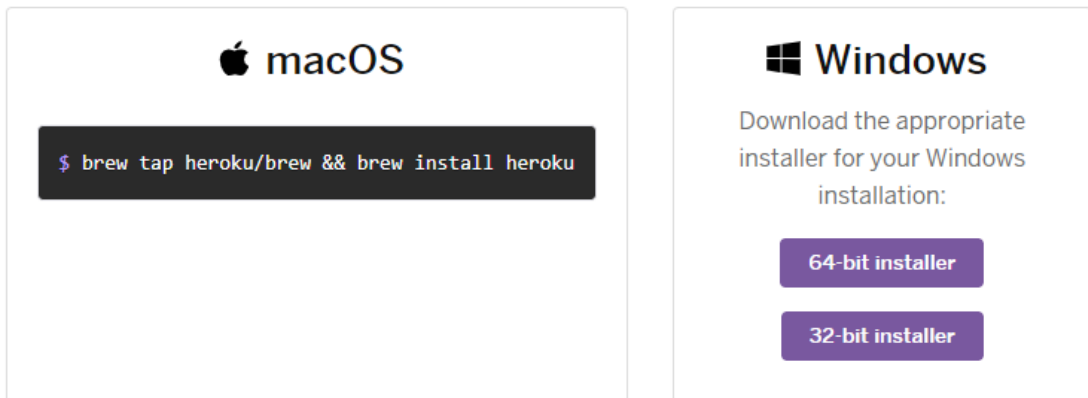 macOS
$ brew tap heroku/brew && brew install heroku
Windows
Download the appropriate
installer for your Windows
installation:
64-bit installer
32-bit installer